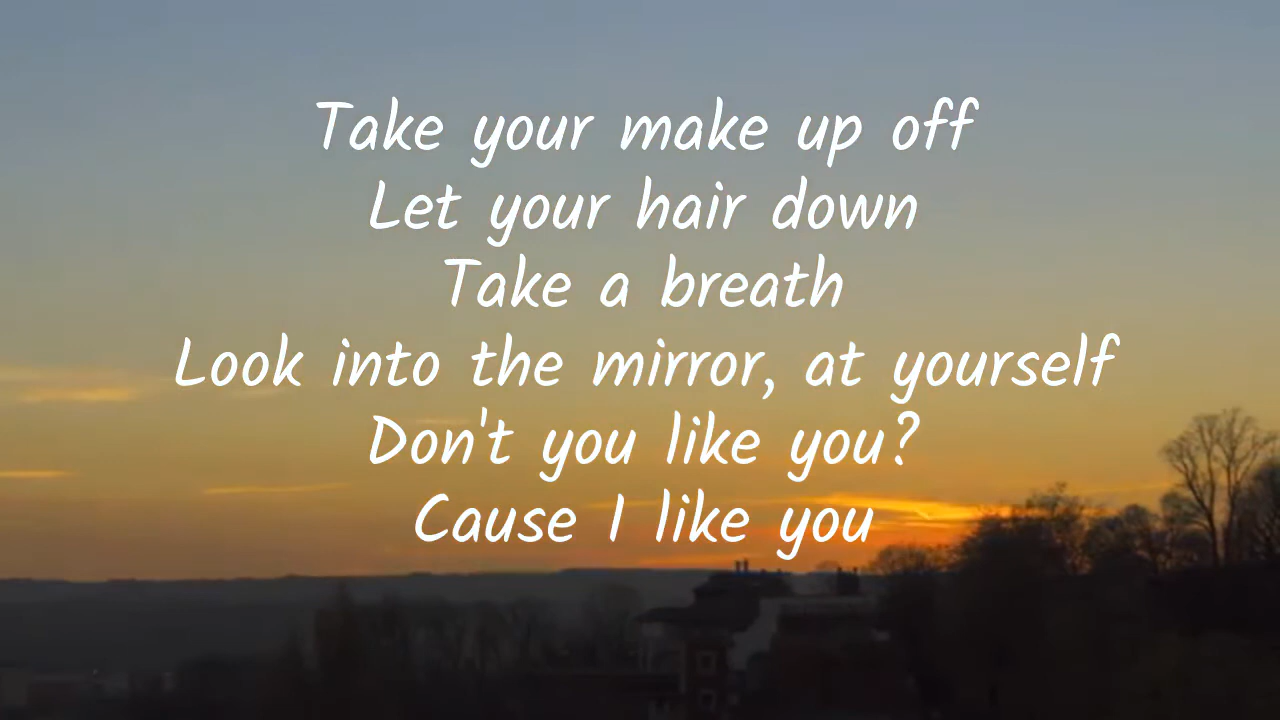 Take your make up off
Let your hair down
Take a breath
Look into the mirror, at yourself
Don't you like you?
Cause I like you